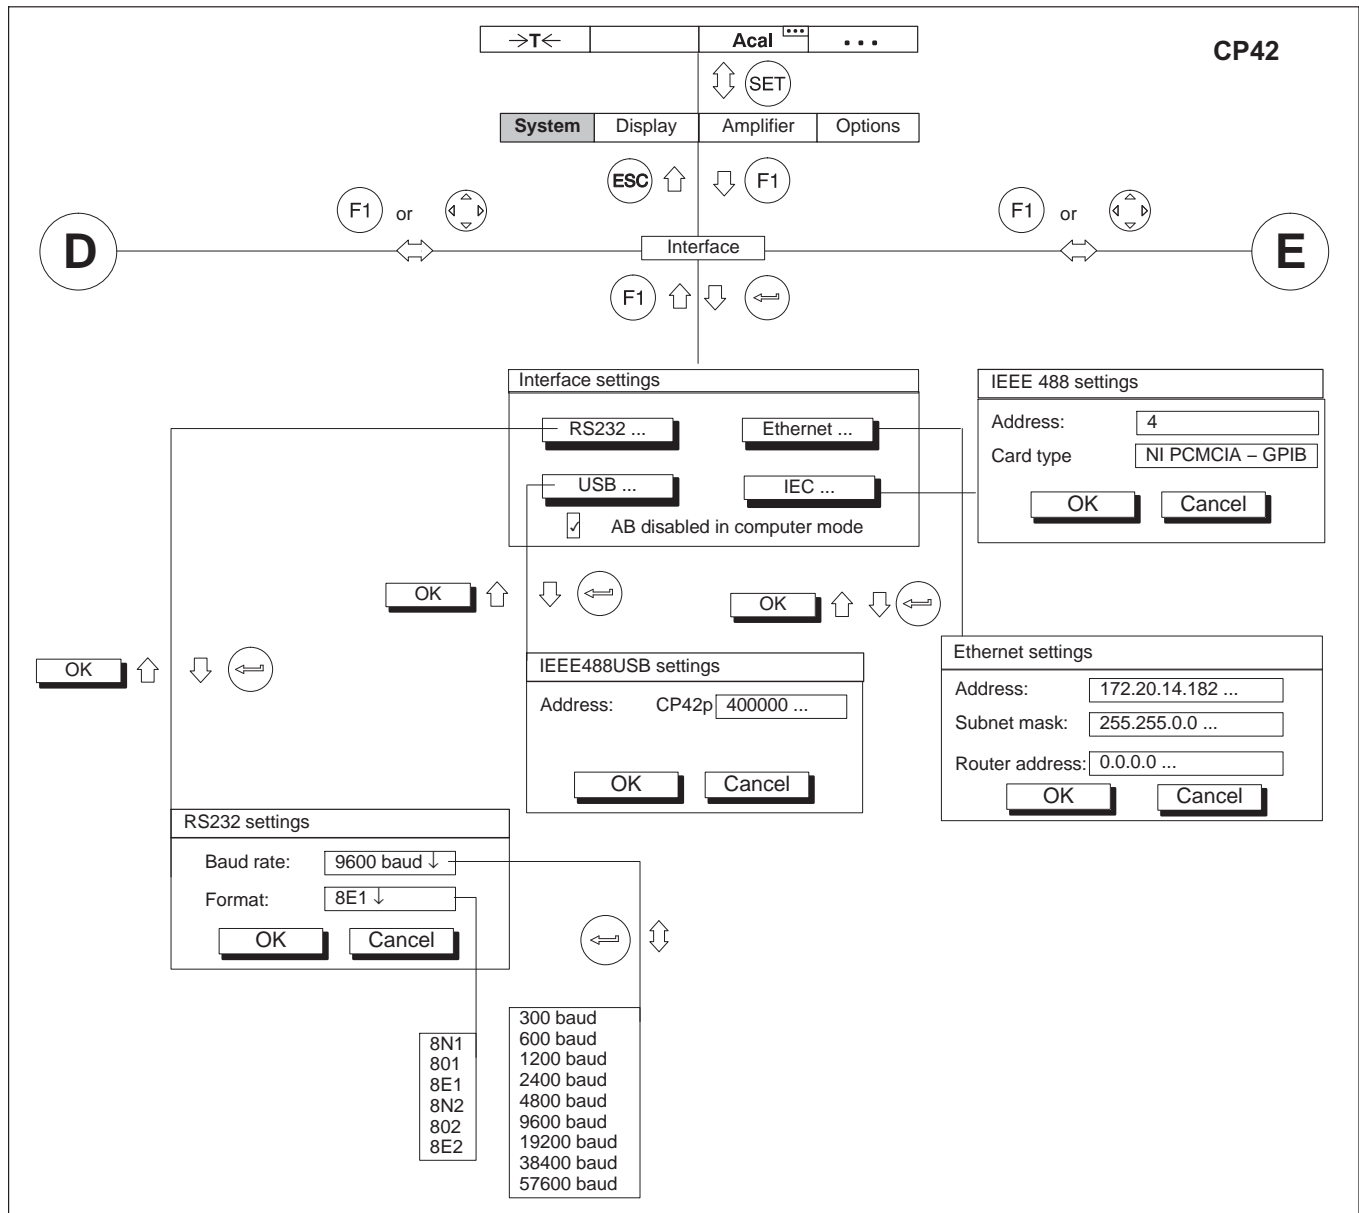 →T← Acal ... ...
CP42
SET
System Display Amplifier Options
ESC F1
F1 or
F1 or
D
Interface
E
F1
Interface settings
RS232 ...
Ethernet ...
USB ...
IEC ...
✓ AB disabled in computer mode
IEEE 488 settings
Address: 4
Card type NI PCMCIA – GPIB
OK Cancel
OK
OK
OK
IEEE488USB settings
Address: CP42p 400000 ...
OK Cancel
Ethernet settings
Address: 172.20.14.182 ...
Subnet mask: 255.255.0.0 ...
Router address: 0.0.0.0 ...
OK Cancel
RS232 settings
Baud rate: 9600 baud ↓
Format: 8E1 ↓
OK Cancel
8N1
801
8E1
8N2
802
8E2
300 baud
600 baud
1200 baud
2400 baud
4800 baud
9600 baud
19200 baud
38400 baud
57600 baud